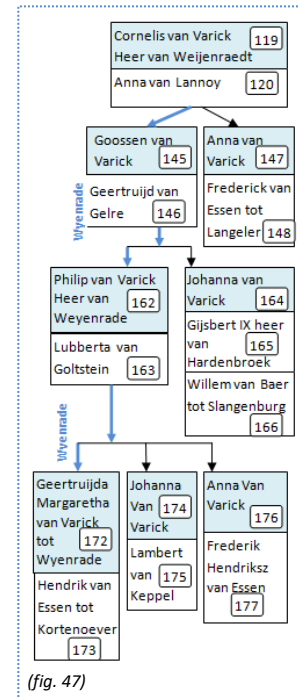 Cornelis van Varick 119
Heer van Weijenraedt
Anna van Lannoy 120
Goossen van
Varick 145
Geertruijd van
Gelre 146
Anna van
Varick 147
Frederick van
Essen tot
Langeler 148
Wyenrade
Philip van Varick
Heer van 162
Weyenrade
Lubberta van
Goltstein 163
Johanna van
Varick 164
Gijsbert IX heer
van 165
Hardenbroek
Willem van Baer
tot Slangenburg
166
Wyenrade
Geertruijda
Margaretha
van Varick
tot 172
Wyenrade
Hendrik van
Essen tot
Kortenoever
173
Johanna
Van 174
Varick
Lambert
van 175
Keppel
Anna Van
Varick 176
Frederik
Hendriksz
van Essen
177
(fig. 47)